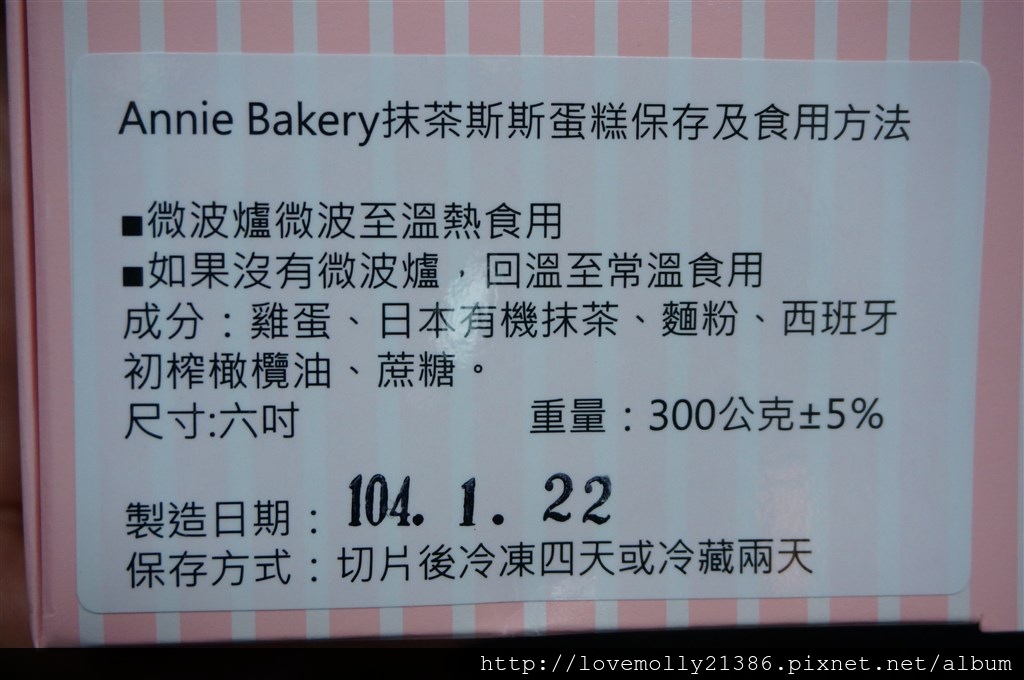 Annie Bakery抹茶斯斯蛋糕保存及食用方法
■微波爐微波至溫熱食用
■如果沒有微波爐，回溫至常溫食用
成分：雞蛋、日本有機抹茶、麵粉、西班牙
初榨橄欖油、蔗糖。
尺寸:六吋 重量：300公克±5%
製造日期：104. 1. 22
保存方式：切片後冷凍四天或冷藏兩天
http://lovemolly21386.pixnet.net/album